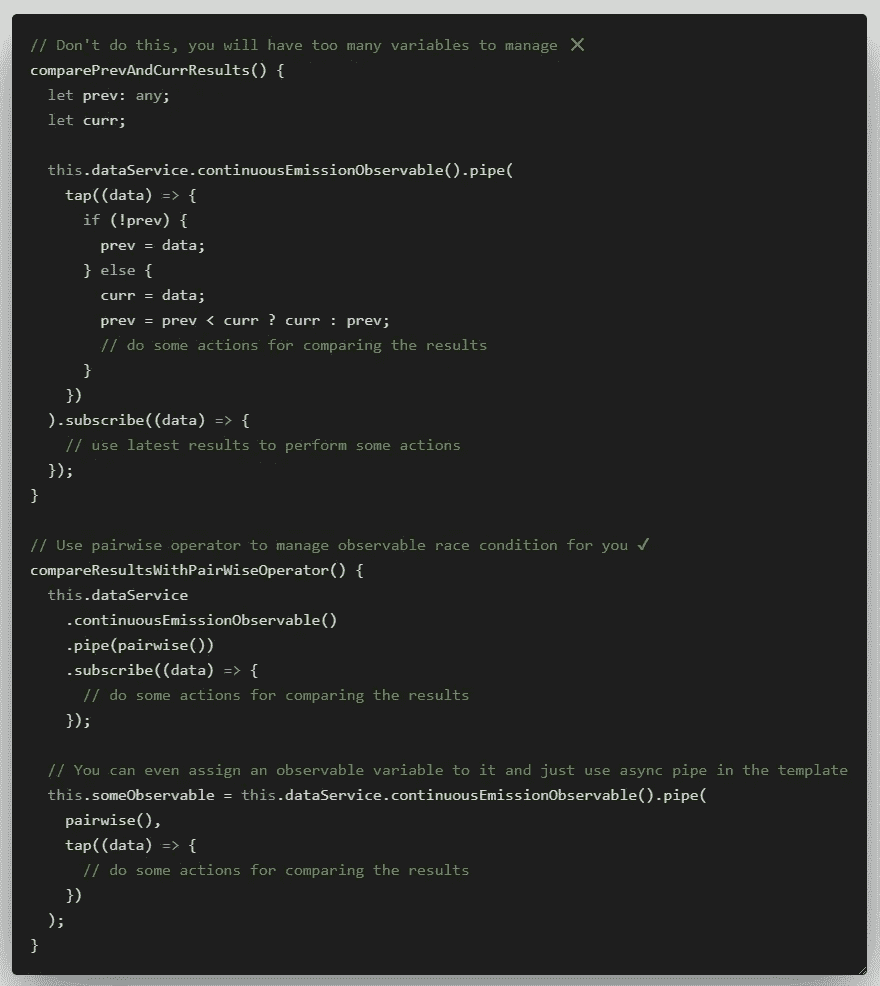 // Don't do this, you will have too many variables to manage ❌
comparePrevAndCurrResults() {
  let prev: any;
  let curr;

  this.dataService.continuousEmissionObservable().pipe(
    tap((data) => {
      if (!prev) {
        prev = data;
      } else {
        curr = data;
        prev = prev < curr ? curr : prev;
        // do some actions for comparing the results
      }
    })
  ).subscribe((data) => {
    // use latest results to perform some actions
  });
}

// Use pairwise operator to manage observable race condition for you ✓
compareResultsWithPairWiseOperator() {
  this.dataService
    .continuousEmissionObservable()
    .pipe(pairwise())
    .subscribe((data) => {
      // do some actions for comparing the results
    });

  // You can even assign an observable variable to it and just use async pipe in the template
  this.someObservable = this.dataService.continuousEmissionObservable().pipe(
    pairwise(),
    tap((data) => {
      // do some actions for comparing the results
    })
  );
}